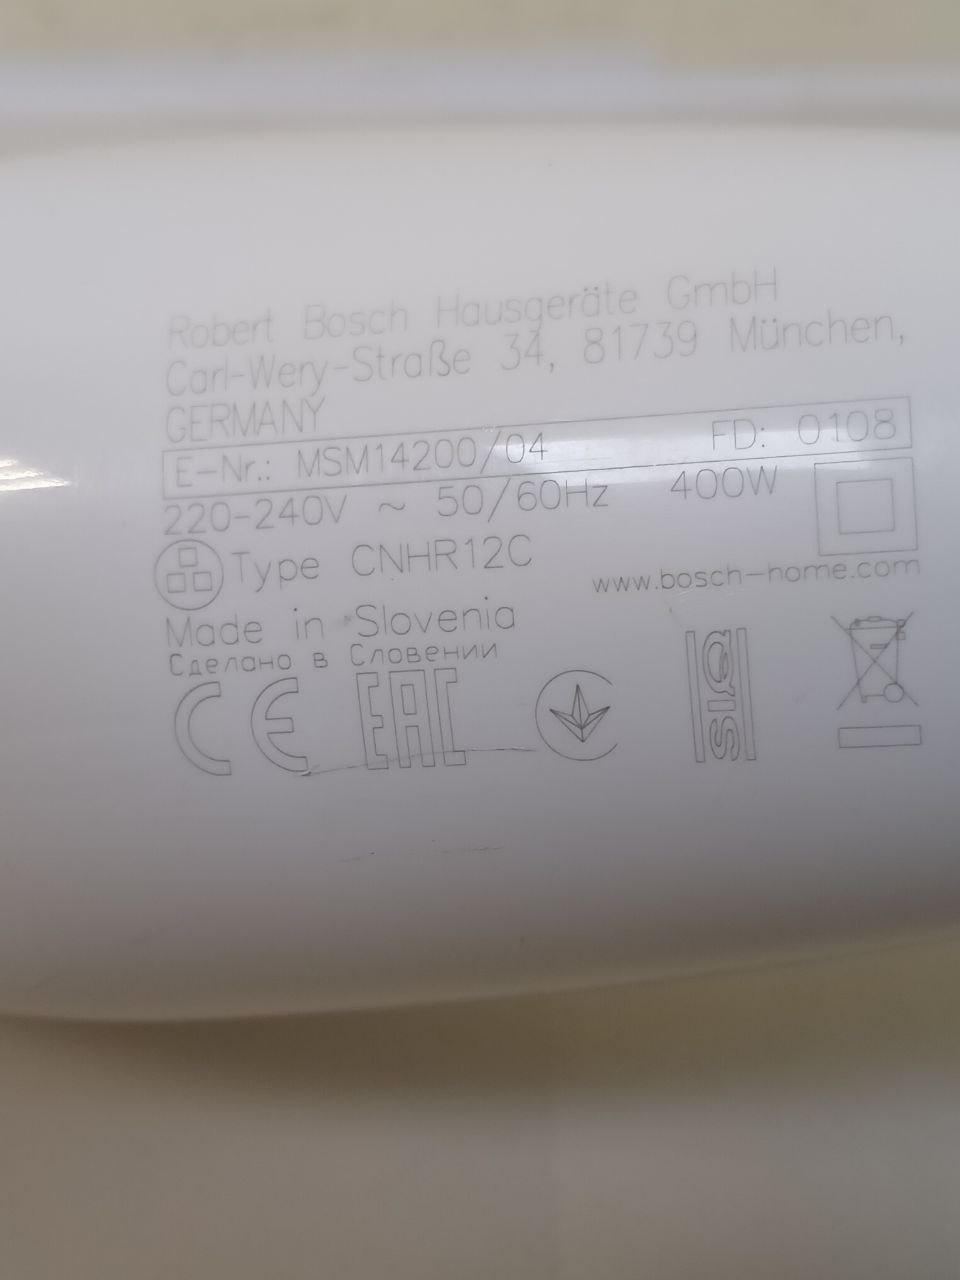 Robert Bosch Hausgeräte GmbH
Carl-Wery-Straße 34, 81739 München,
GERMANY
E-Nr.: MSM14200/04 FD: 0108
220-240V ~ 50/60Hz 400W
Type CNHR12C
www.bosch-home.com
Made in Slovenia
Сделано в Словении
CE EAC SIQ